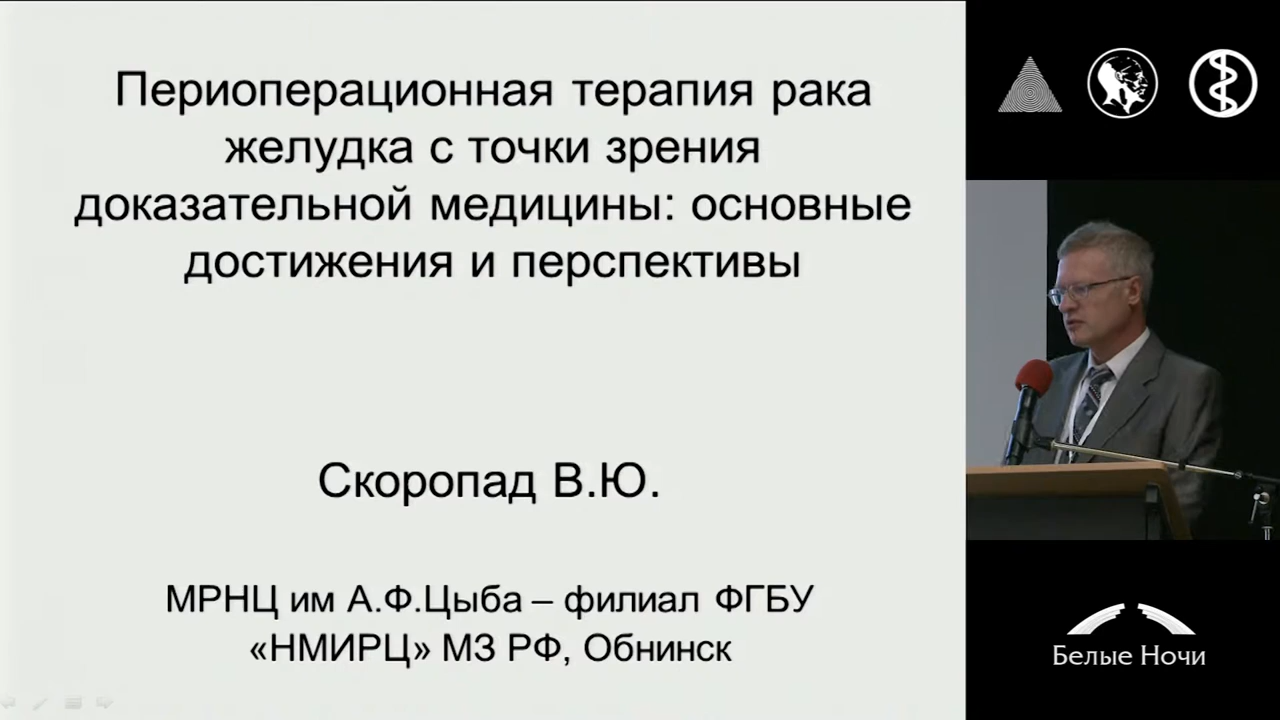 Периоперационная терапия рака
желудка с точки зрения
доказательной медицины: основные
достижения и перспективы
Скоропад В.Ю.
МРНЦ им А.Ф.Цыба – филиал ФГБУ
«НМИРЦ» МЗ РФ, Обнинск
Белые Ночи